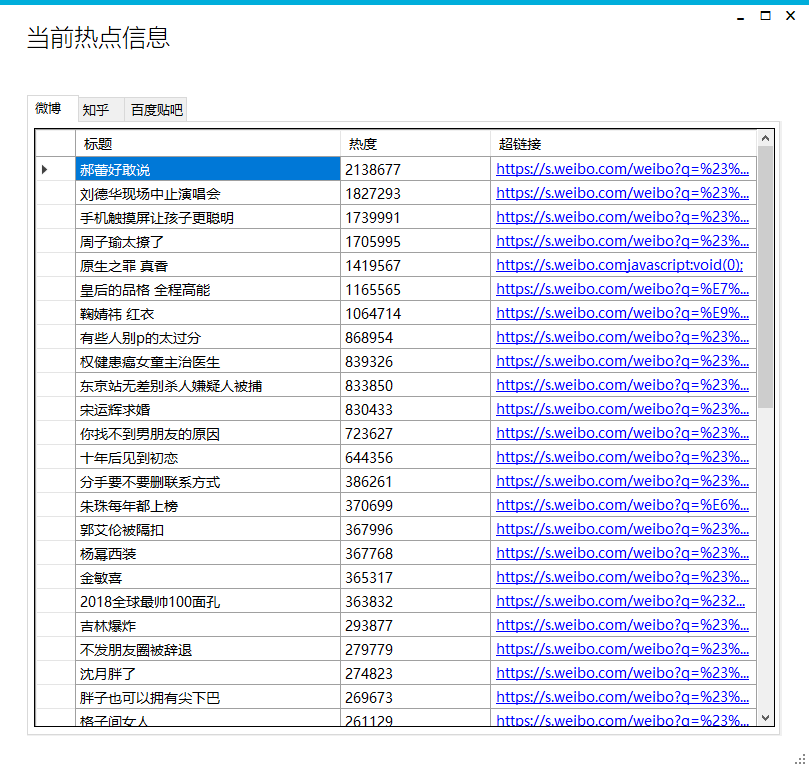 当前热点信息
微博 知乎 百度贴吧
标题 热度 超链接
郝蕾好敢说 2138677 https://s.weibo.com/weibo?q=%23%...
刘德华现场中止演唱会 1827293 https://s.weibo.com/weibo?q=%23%...
手机触摸屏让孩子更聪明 1739991 https://s.weibo.com/weibo?q=%23%...
周子瑜太撩了 1705995 https://s.weibo.com/weibo?q=%23%...
原生之罪 真香 1419567 https://s.weibo.comjavascript:void(0);
皇后的品格 全程高能 1165565 https://s.weibo.com/weibo?q=%E7%...
鞠婧祎 红衣 1064714 https://s.weibo.com/weibo?q=%E9%...
有些人别p的太过分 868954 https://s.weibo.com/weibo?q=%23%...
权健患癌女童主治医生 839326 https://s.weibo.com/weibo?q=%23%...
东京站无差别杀人嫌疑人被捕 833850 https://s.weibo.com/weibo?q=%23%...
宋运辉求婚 830433 https://s.weibo.com/weibo?q=%23%...
你找不到男朋友的原因 723627 https://s.weibo.com/weibo?q=%23%...
十年后见到初恋 644356 https://s.weibo.com/weibo?q=%23%...
分手要不要删联系方式 386261 https://s.weibo.com/weibo?q=%23%...
朱珠每年都上榜 370699 https://s.weibo.com/weibo?q=%E6%...
郭艾伦被隔扣 367996 https://s.weibo.com/weibo?q=%23%...
杨幂西装 367768 https://s.weibo.com/weibo?q=%23%...
金敏喜 365317 https://s.weibo.com/weibo?q=%23%...
2018全球最帅100面孔 363832 https://s.weibo.com/weibo?q=%232...
吉林爆炸 293877 https://s.weibo.com/weibo?q=%23%...
不发朋友圈被辞退 279779 https://s.weibo.com/weibo?q=%23%...
沈月胖了 274823 https://s.weibo.com/weibo?q=%23%...
胖子也可以拥有尖下巴 269673 https://s.weibo.com/weibo?q=%23%...
格子间女人 261129 https://s.weibo.com/weibo?q=%23%...